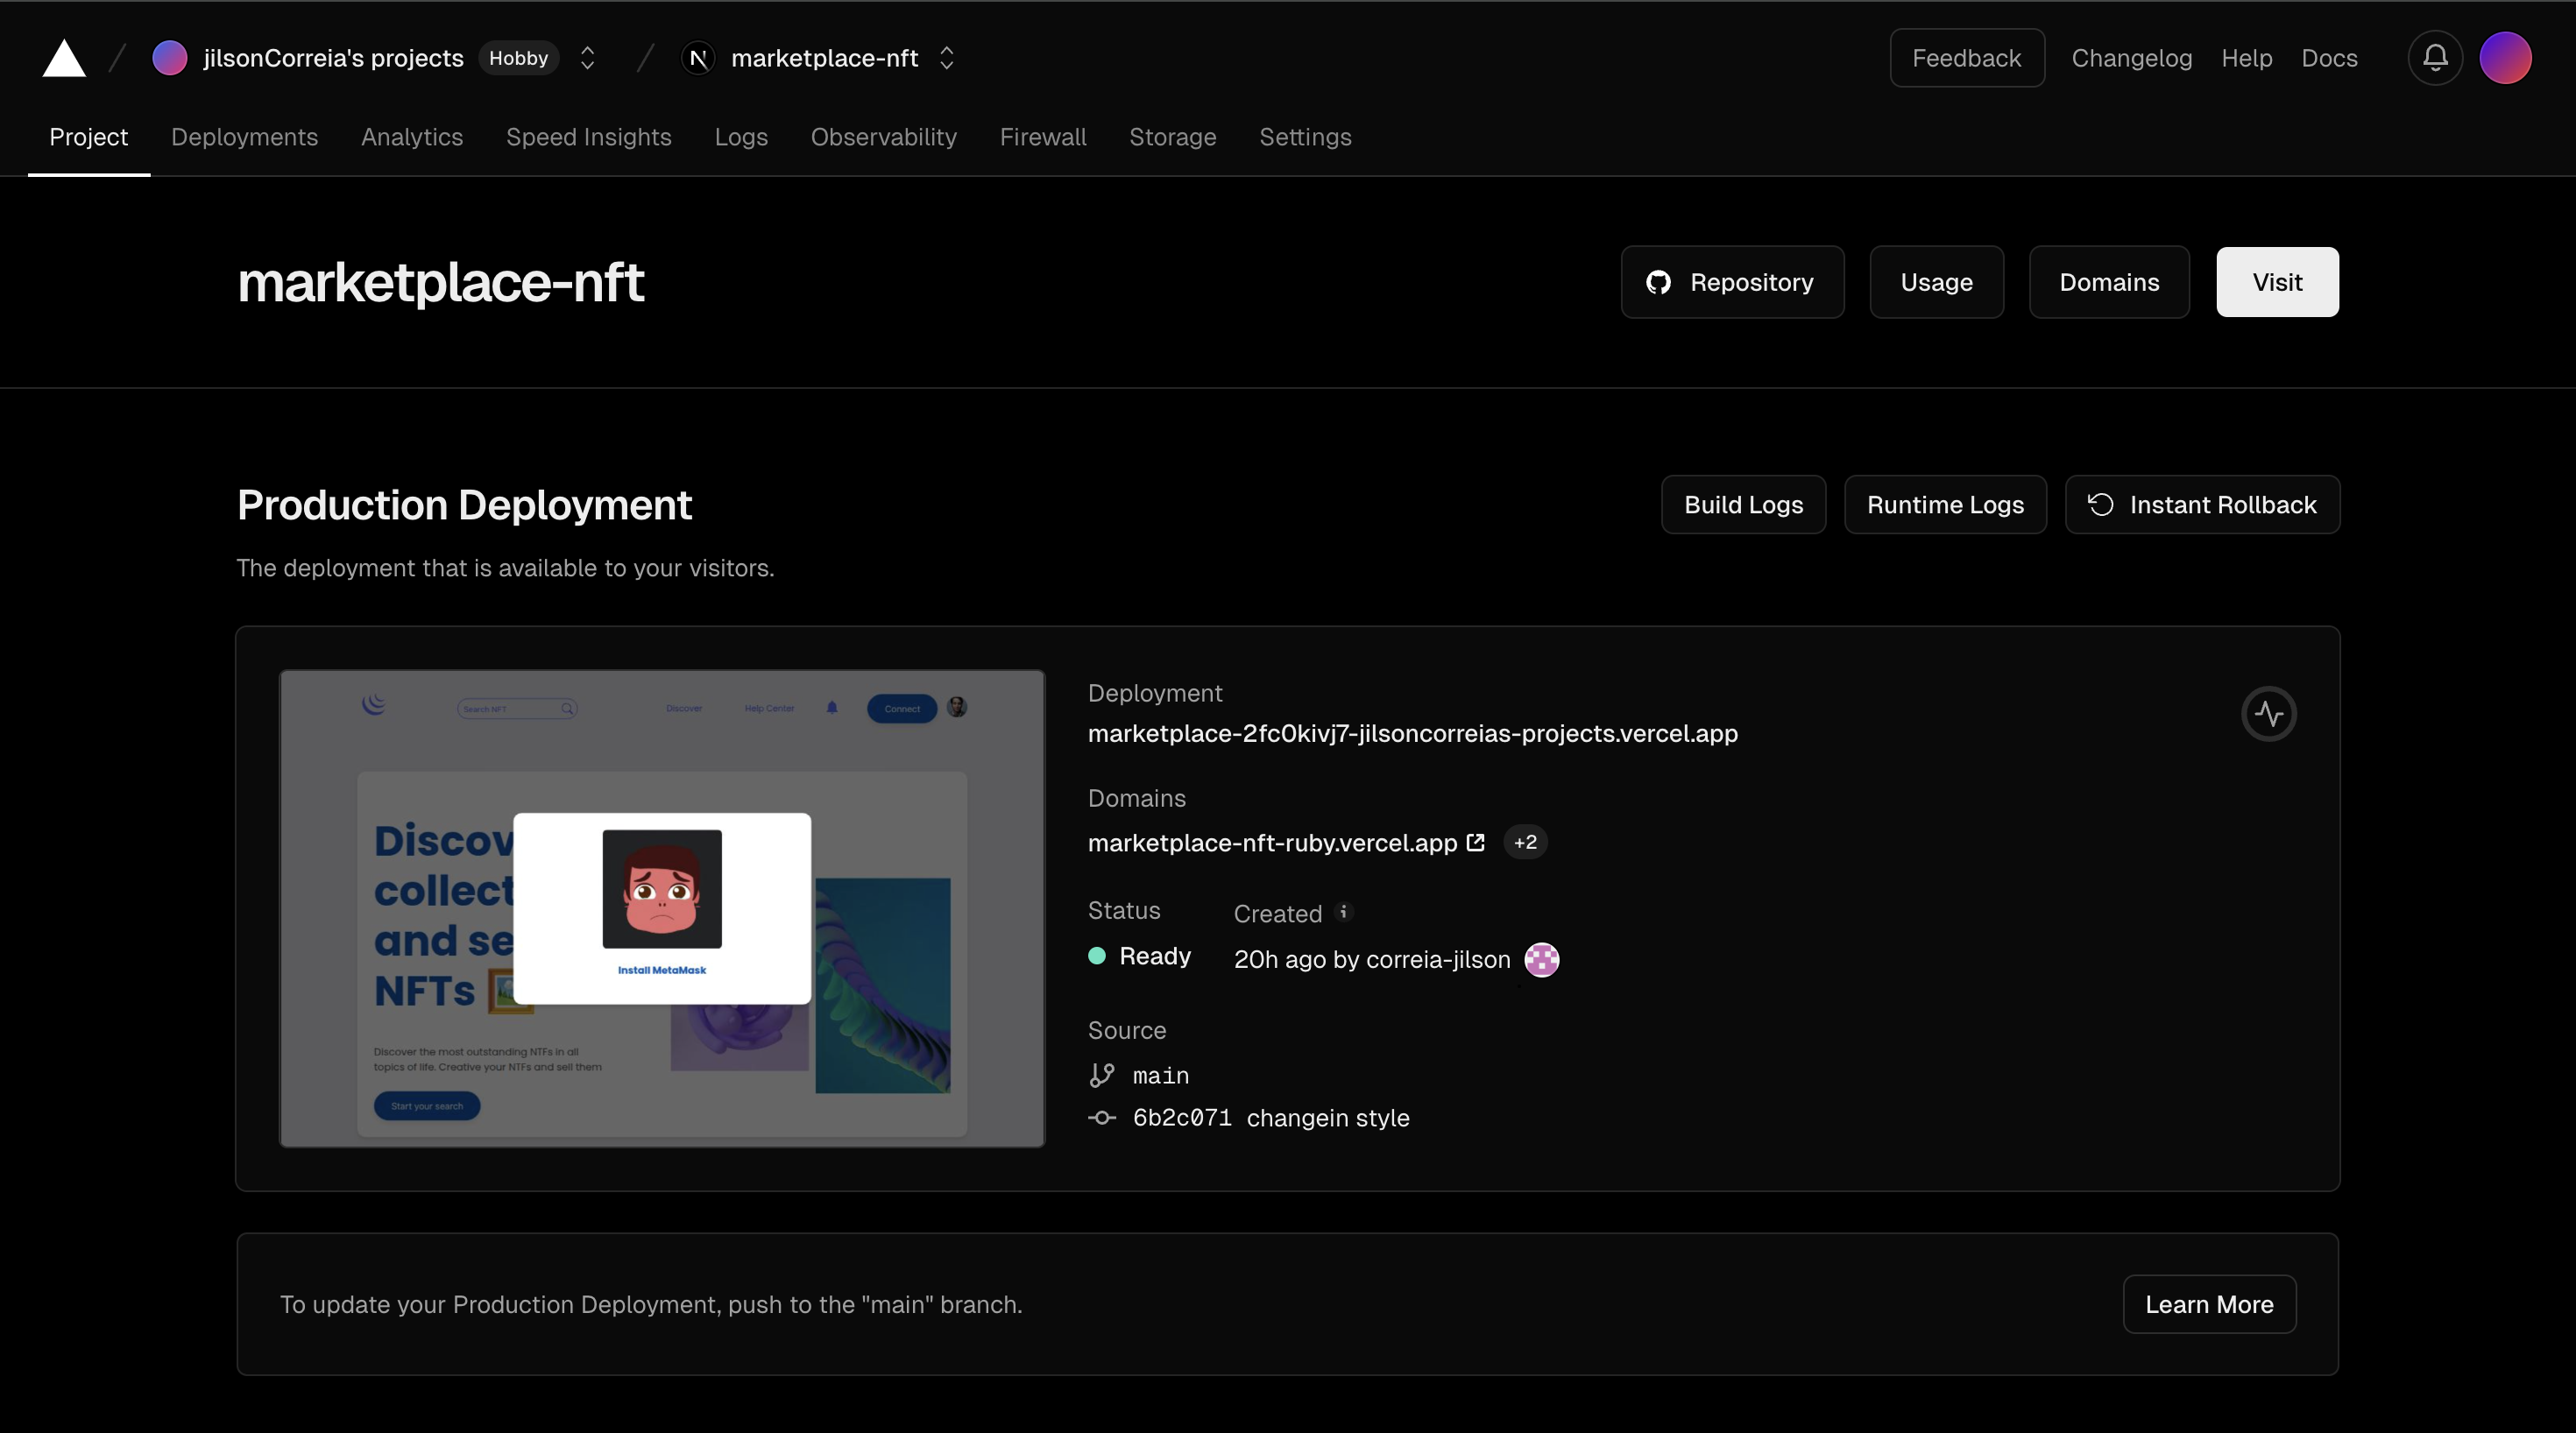 jilsonCorreia's projects Hobby marketplace-nft Feedback Changelog Help Docs
Project Deployments Analytics Speed Insights Logs Observability Firewall Storage Settings
marketplace-nft Repository Usage Domains Visit
Production Deployment Build Logs Runtime Logs Instant Rollback
The deployment that is available to your visitors.
Search NFT Discover Help Center Connect
Discov
collect
and se
NFTs
Install MetaMask
Discover the most outstanding NTFs in all
topics of life. Creative your NTFs and sell them
Start your search
Deployment
marketplace-2fc0kivj7-jilsoncorreias-projects.vercel.app
Domains
marketplace-nft-ruby.vercel.app +2
Status Created
Ready 20h ago by correia-jilson
Source
main
6b2c071 changein style
To update your Production Deployment, push to the "main" branch. Learn More